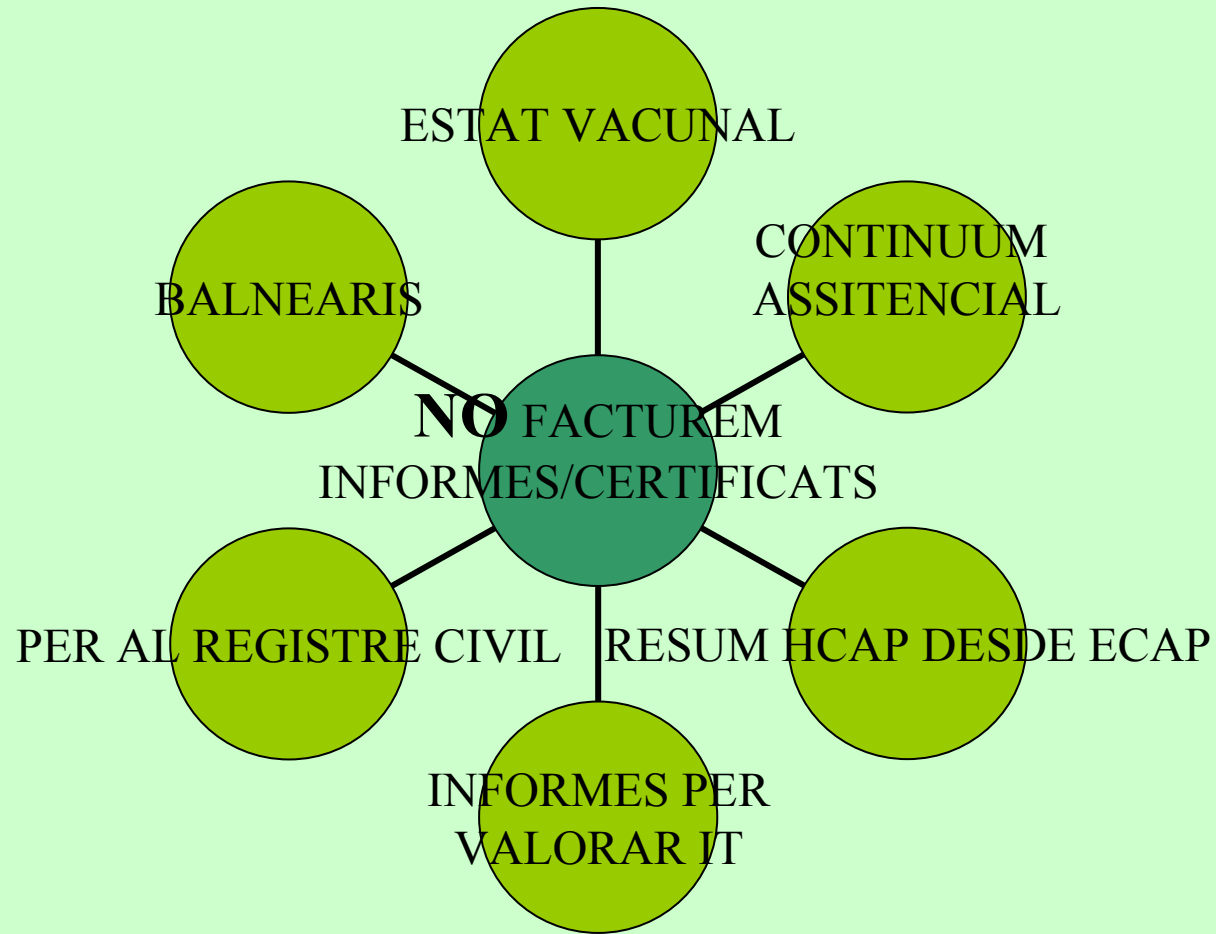 ESTAT VACUNAL
CONTINUUM
ASSITENCIAL
BALNEARIS
NO FACTUREM
INFORMES/CERTIFICATS
PER AL REGISTRE CIVIL
RESUM HCAP DESDE ECAP
INFORMES PER
VALORAR IT